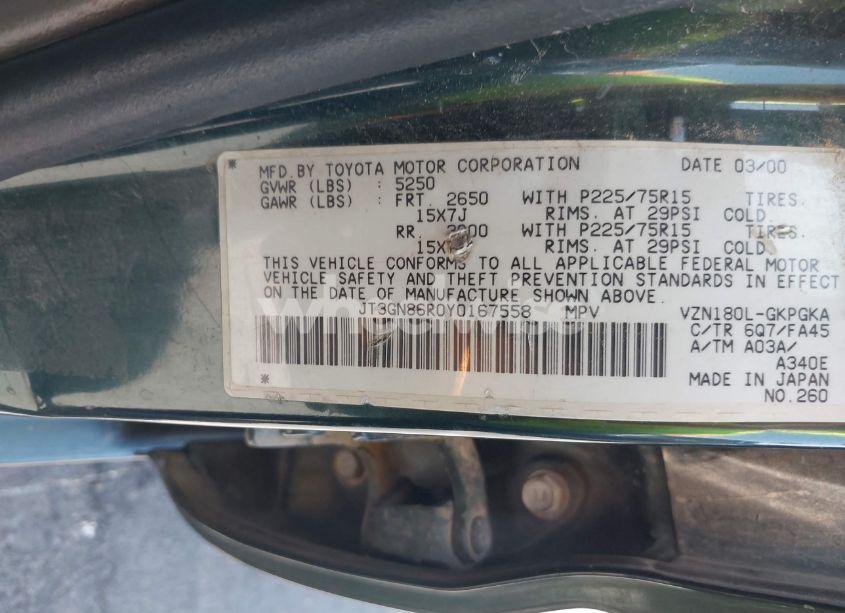 MFD.BY TOYOTA MOTOR CORPORATION DATE 03/00
GVWR (LBS) : 5250
GAWR (LBS) : FRT. 2650 WITH P225/75R15 TIRES.
15X7J RIMS. AT 29PSI COLD.
RR. WITH P225/75R15 TIRES.
RIMS. AT 29PSI COLD.
THIS VEHICLE CONFORMS TO ALL APPLICABLE FEDERAL MOTOR
VEHICLE SAFETY AND THEFT PREVENTION STANDARDS IN EFFECT
ON THE DATE OF MANUFACTURE SHOWN ABOVE.
JT3GN86R0Y0167558 MPV VZN180L-GKPGKA
C/TR 6Q7/FA45
A/TM A03A/
A340E
MADE IN JAPAN
NO.260